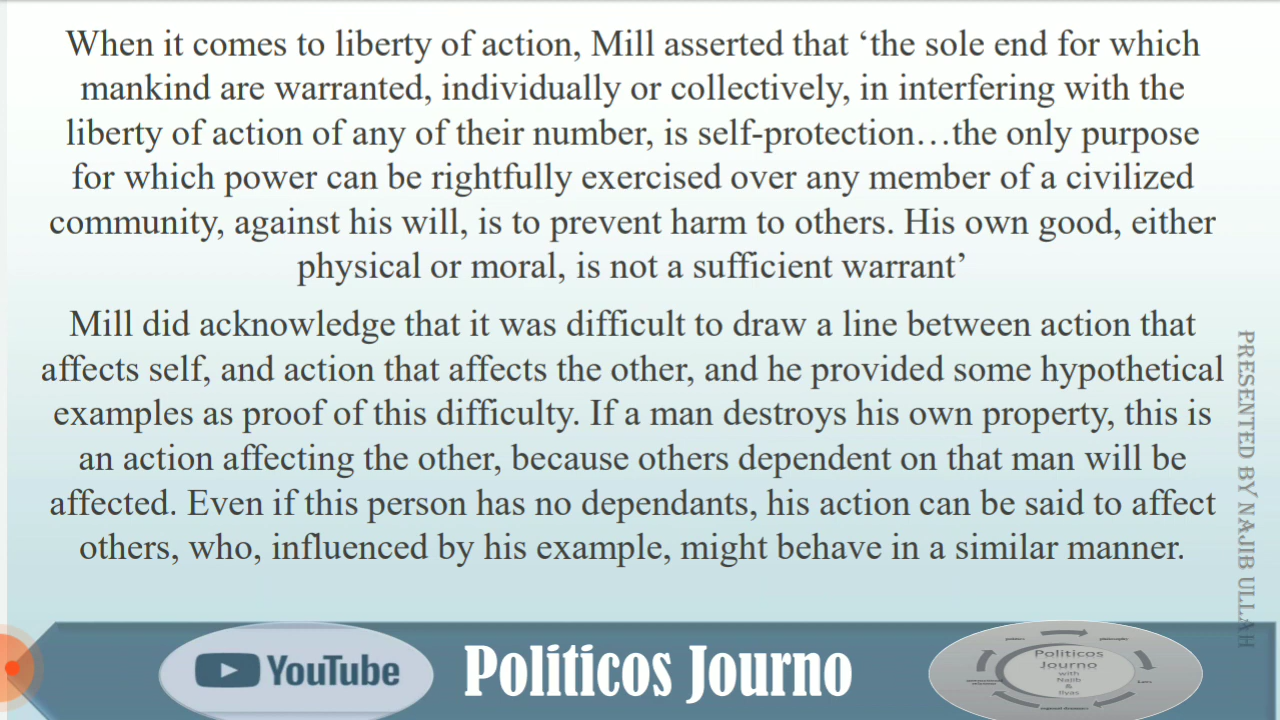 When it comes to liberty of action, Mill asserted that ‘the sole end for which
mankind are warranted, individually or collectively, in interfering with the
liberty of action of any of their number, is self-protection…the only purpose
for which power can be rightfully exercised over any member of a civilized
community, against his will, is to prevent harm to others. His own good, either
physical or moral, is not a sufficient warrant’
Mill did acknowledge that it was difficult to draw a line between action that
affects self, and action that affects the other, and he provided some hypothetical
examples as proof of this difficulty. If a man destroys his own property, this is
an action affecting the other, because others dependent on that man will be
affected. Even if this person has no dependants, his action can be said to affect
others, who, influenced by his example, might behave in a similar manner.
PRESENTED BY NAJIB ULLAH
YouTube
Politicos Journo
Politicos
Journo
with
Najib
&
Ilyas